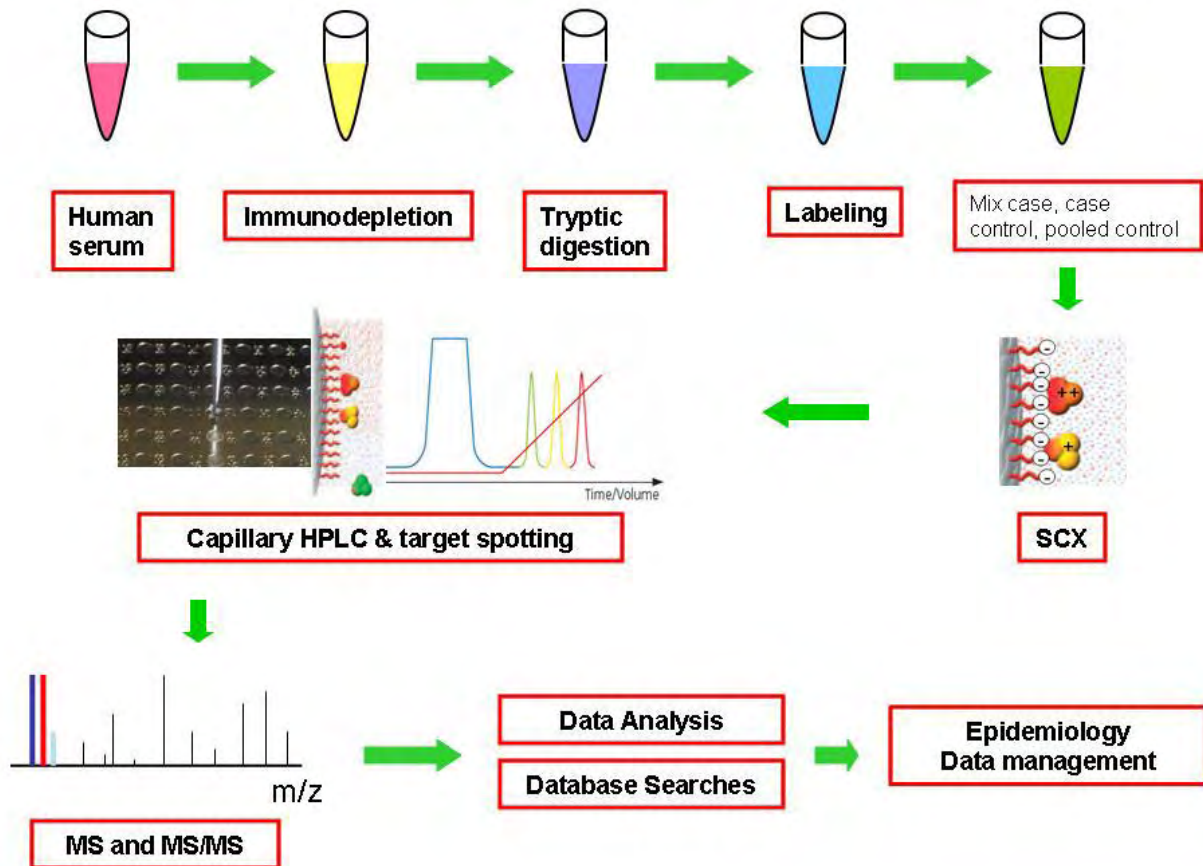 Human
serum
Immunodepletion
Tryptic
digestion
Labeling
Mix case, case
control, pooled control
Time/Volume
Capillary HPLC & target spotting
- - - - - - - -
++
+
SCX
m/z
MS and MS/MS
Data Analysis
Database Searches
Epidemiology
Data management